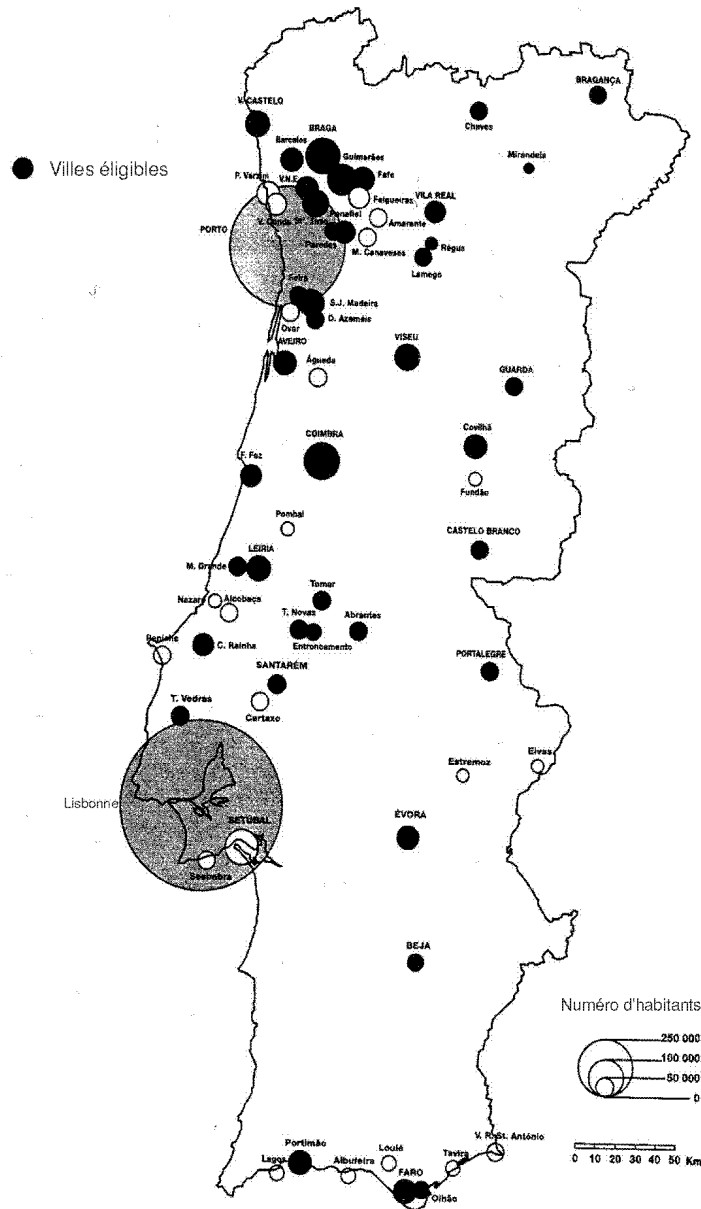 BRAGANÇA
V. CASTELO
Chaves
BRAGA
Barcelos
Guimarães
Mirandela
Villes éligibles
Fafe
P. Varzim
V.N.F.
Felgueiras
VILA REAL
V. Conde
Penafiel
Amarante
PORTO
Paredes
Régua
M. Canaveses
Lamego
Feira
S.J. Madeira
O. Azeméis
Ovar
AVEIRO
VISEU
Águeda
GUARDA
COIMBRA
Covilhã
F. Foz
Fundão
Pombal
CASTELO BRANCO
LEIRIA
M. Grande
Tomar
Nazaré
Alcobaça
T. Novas
Abrantes
Peniche
C. Rainha
Entroncamento
PORTALEGRE
SANTARÉM
T. Vedras
Cartaxo
Elvas
Estremoz
Lisbonne
SETÚBAL
ÉVORA
Sesimbra
BEJA
Numéro d'habitants
250 000
100 000
50 000
0
V. R. St. António
Portimão
Loulé
Tavira
Lagos
Albufeira
0 10 20 30 40 50 Km
FARO
Olhão